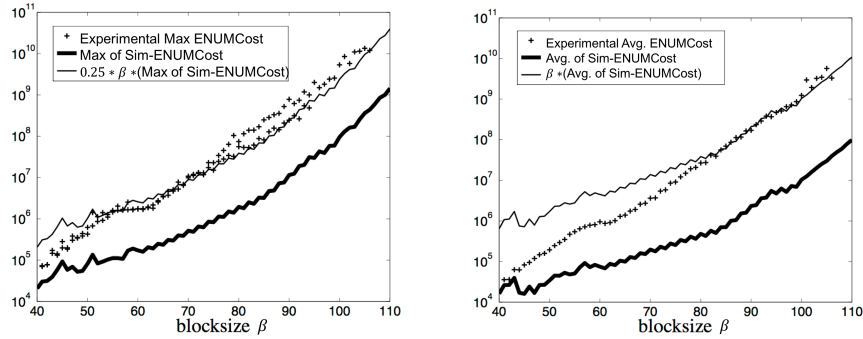 10^11
10^10
10^9
10^8
10^7
10^6
10^5
10^4
Experimental Max ENUMCost
Max of Sim-ENUMCost
0.25 * β *(Max of Sim-ENUMCost)
40 50 60 70 80 90 100 110
blocksize β
10^11
10^10
10^9
10^8
10^7
10^6
10^5
10^4
Experimental Avg. ENUMCost
Avg. of Sim-ENUMCost
β *(Avg. of Sim-ENUMCost)
40 50 60 70 80 90 100 110
blocksize β